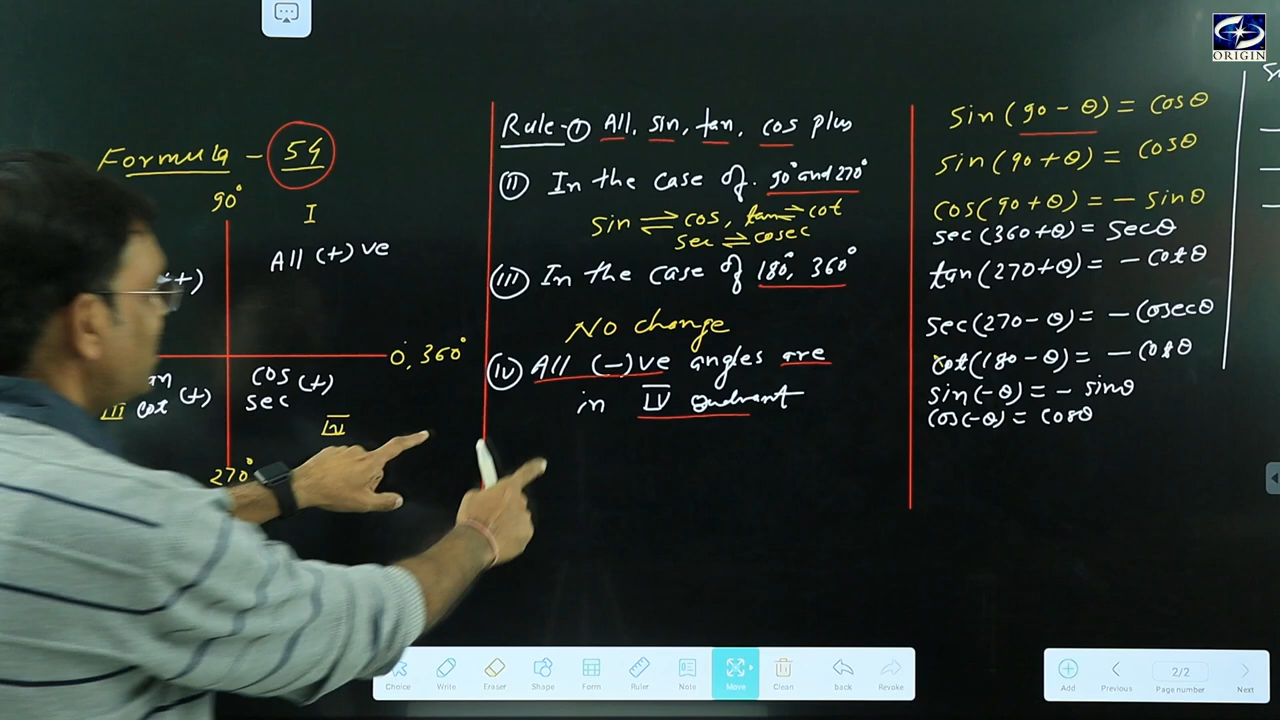 ORIGIN
Formula - 54
90°
I
All (+) ve
(+)
0°, 360°
cot (+)
III
cos
sec (+)
IV
270°
Rule-① All, sin, tan, cos plus
(II) In the case of 90° and 270°
sin ⇌ cos, tan ⇌ cot
sec ⇌ cosec
(III) In the case of 180°, 360°
No change
(iv) All (-)ve angles are
in IV Quadrant
sin(90 - θ) = cosθ
sin(90 + θ) = cosθ
cos(90 + θ) = - sinθ
sec(360 + θ) = secθ
tan(270 + θ) = - cotθ
sec(270 - θ) = - cosecθ
cot(180 - θ) = - cotθ
sin(-θ) = - sinθ
cos(-θ) = cosθ
Choice Write Eraser Shape Form Ruler Note Move Clean back Revoke
Add Previous 2/2 Page number Next